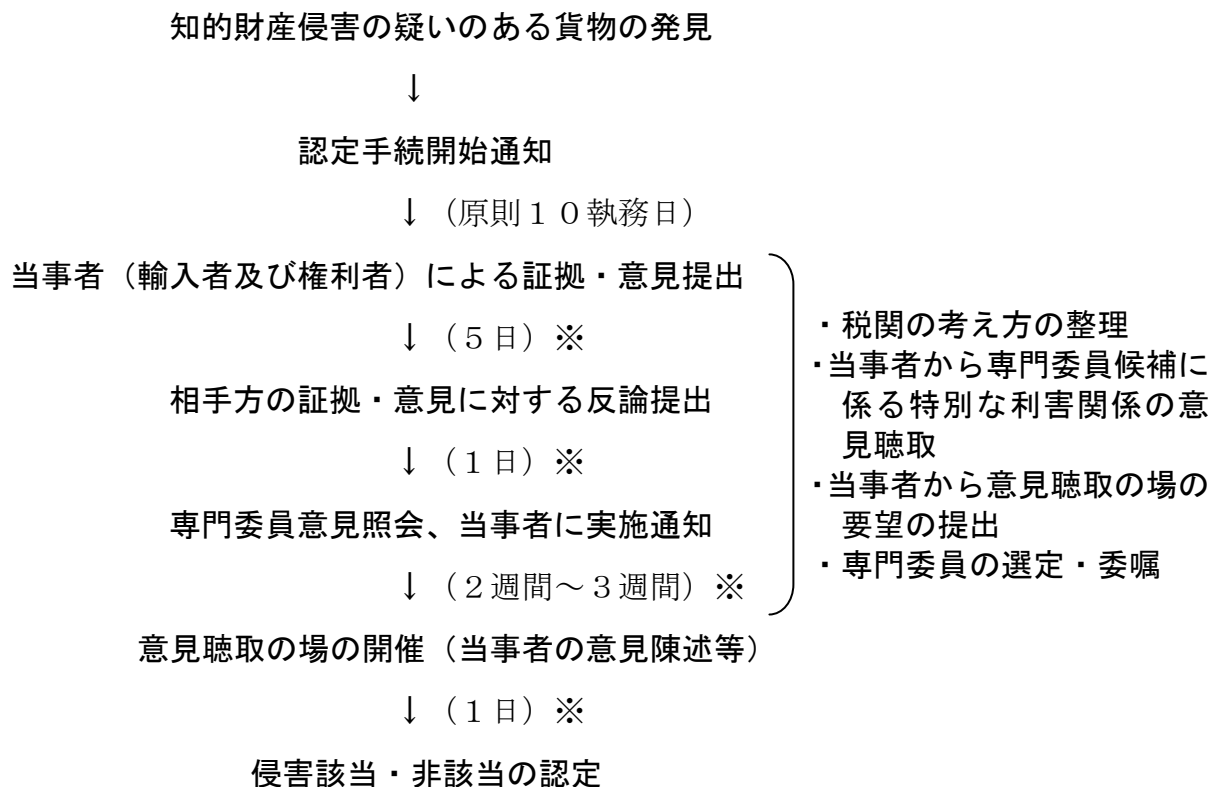 知的財産侵害の疑いのある貨物の発見
↓
認定手続開始通知
↓（原則１０執務日）
当事者（輸入者及び権利者）による証拠・意見提出
↓（５日）※
相手方の証拠・意見に対する反論提出
↓（１日）※
専門委員意見照会、当事者に実施通知
↓（２週間～３週間）※
意見聴取の場の開催（当事者の意見陳述等）
↓（１日）※
侵害該当・非該当の認定
・税関の考え方の整理
・当事者から専門委員候補に
係る特別な利害関係の意
見聴取
・当事者から意見聴取の場の
要望の提出
・専門委員の選定・委嘱